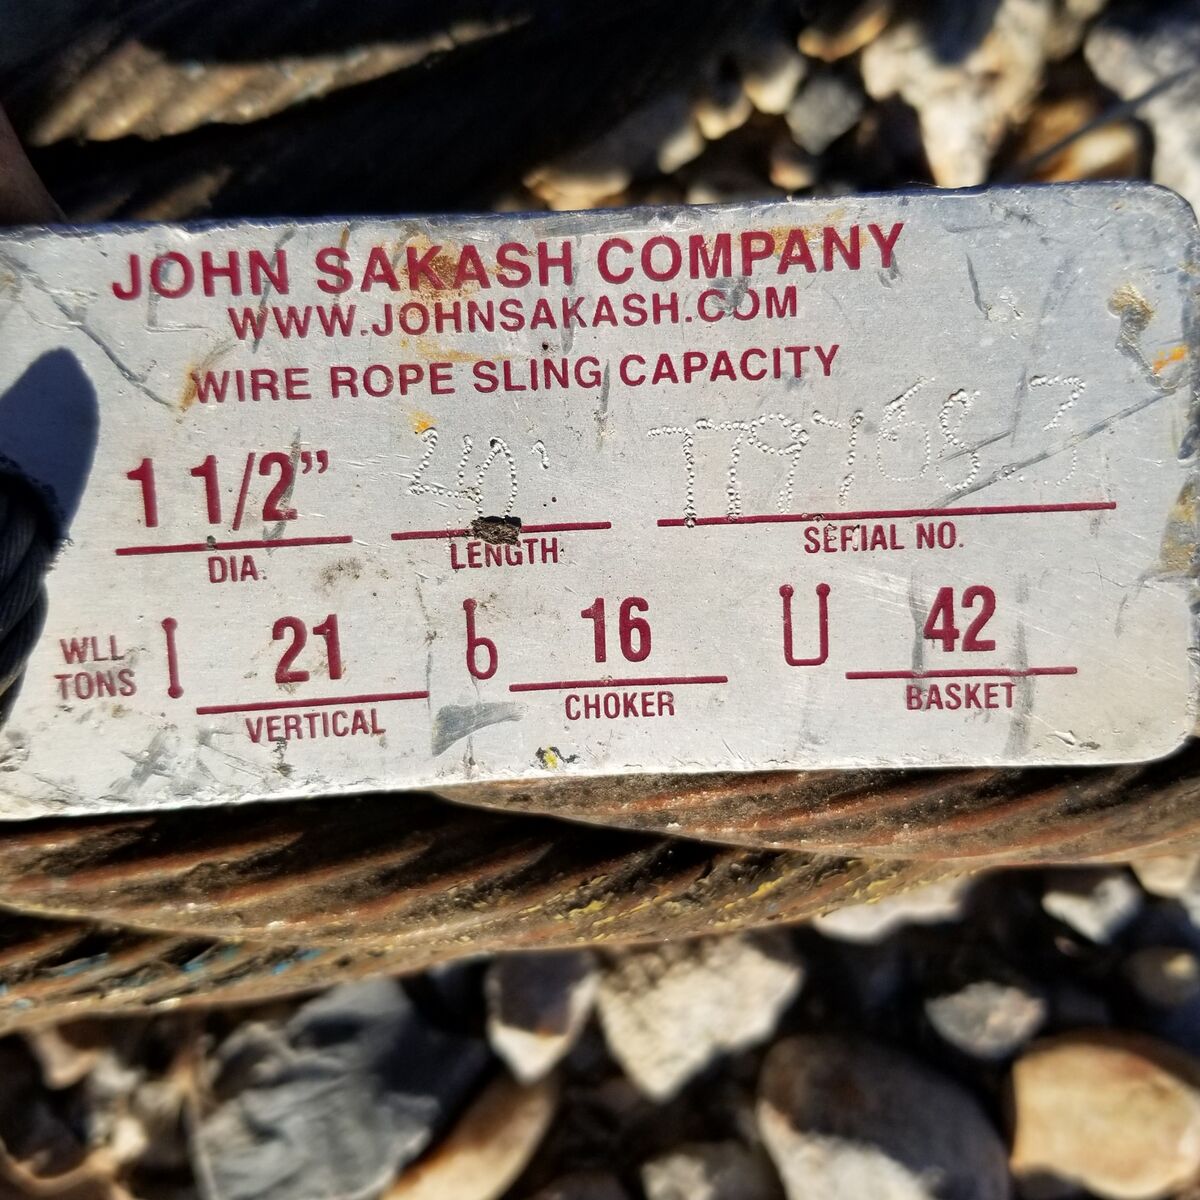 JOHN SAKASH COMPANY
WWW.JOHNSAKASH.COM
WIRE ROPE SLING CAPACITY
1 1/2” 40'
DIA. LENGTH SERIAL NO.
WLL TONS 21 16 42
VERTICAL CHOKER BASKET